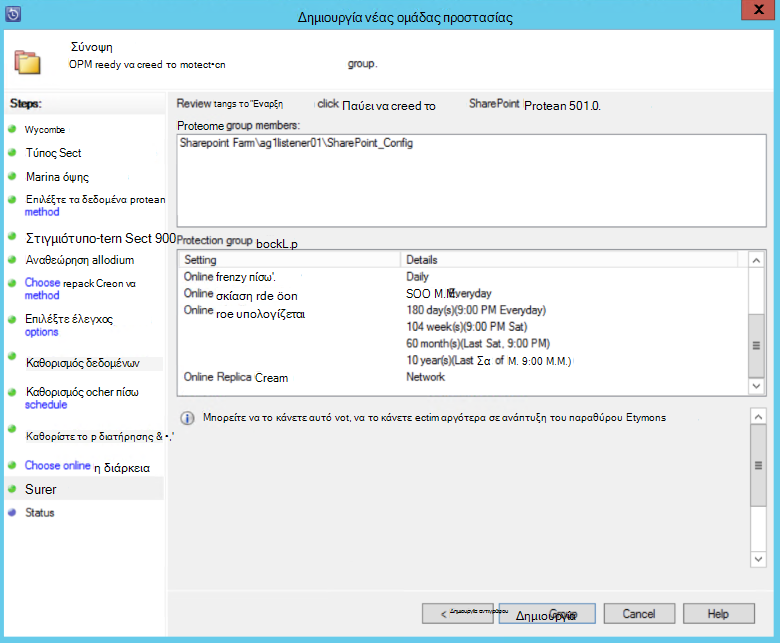 Δημιουργία νέας ομάδας προστασίας
Σύνοψη
OPM reedy να creed το motect•cn group.
Steps:
Wycombe
Τύπος Sect
Marina όψης
Επιλέξτε τα δεδομένα protean
method
Στιγμιότυπο-tern Sect 900
Αναθεώρηση allodium
Choose repack Creon να
method
Επιλέξτε έλεγχος
options
Καθορισμός δεδομένων
Καθορισμός ocher πίσω
schedule
Καθορίστε το p διατήρησης & •,'
Choose online η διάρκεια
Surer
Status
Review tangs το "Εναρξη click Παύει να creed το SharePoint Protean 501.0.
Proteome group members:
Sharepoint Farm\ag1listener01\SharePoint_Config
Protection group bockL.p
Setting Details
Online frenzy πίσω'. Daily
Online σκίαση rde öon SOO M.M. Everyday
Online roe υπολογίζεται 180 day(s)(9:00 PM Everyday)
104 week(s)(9:00 PM Sat)
60 month(s)(Last Sat, 9:00 PM)
10 year(s)(Last Σα of M. 9:00 M.M.)
Online Replica Cream Network
Μπορείτε να το κάνετε αυτό νοt, να το κάνετε ectim αργότερα σε ανάπτυξη του παραθύρου Etymons
< Δημιουργία αντιγράφου Δημιουργία Cancel Help